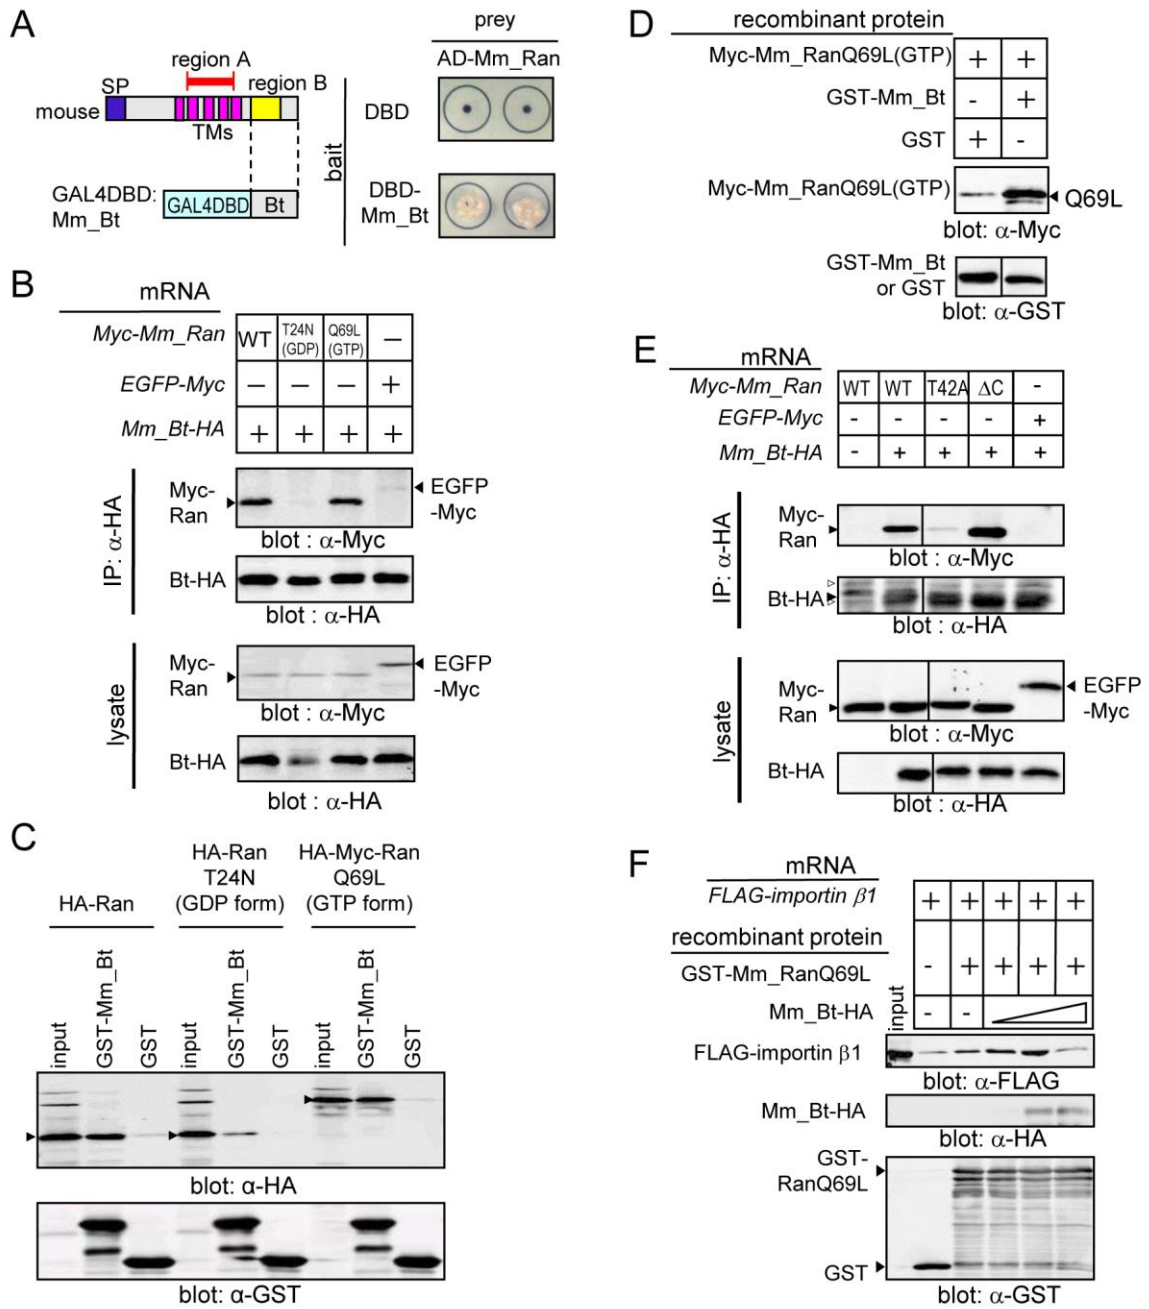 A
prey
AD-Mm_Ran
region A
SP
region B
mouse
TMs
GAL4DBD:
Mm_Bt
GAL4DBD
Bt
bait
DBD
DBD-
Mm_Bt
B
mRNA
Myc-Mm_Ran
WT
T24N
(GDP)
Q69L
(GTP)
–
EGFP-Myc
– – – +
Mm_Bt-HA
+ + + +
IP: α-HA
Myc-
Ran
EGFP
-Myc
blot : α-Myc
Bt-HA
blot : α-HA
lysate
Myc-
Ran
EGFP
-Myc
blot : α-Myc
Bt-HA
blot : α-HA
C
HA-Ran
HA-Ran
T24N
(GDP form)
HA-Myc-Ran
Q69L
(GTP form)
input
GST-Mm_Bt
GST
input
GST-Mm_Bt
GST
input
GST-Mm_Bt
GST
blot: α-HA
blot: α-GST
D
recombinant protein
Myc-Mm_RanQ69L(GTP) + +
GST-Mm_Bt - +
GST + -
Myc-Mm_RanQ69L(GTP)
Q69L
blot: α-Myc
GST-Mm_Bt
or GST
blot: α-GST
E
mRNA
Myc-Mm_Ran WT WT T42A ΔC -
EGFP-Myc - - - - +
Mm_Bt-HA - + + + +
IP: α-HA
Myc-
Ran
blot : α-Myc
Bt-HA
blot : α-HA
lysate
Myc-
Ran
EGFP
-Myc
blot : α-Myc
Bt-HA
blot : α-HA
F
mRNA
FLAG-importin β1 + + + + +
recombinant protein
GST-Mm_RanQ69L - + + + +
Mm_Bt-HA - -
input
FLAG-importin β1
blot: α-FLAG
Mm_Bt-HA
blot: α-HA
GST-
RanQ69L
GST
blot: α-GST